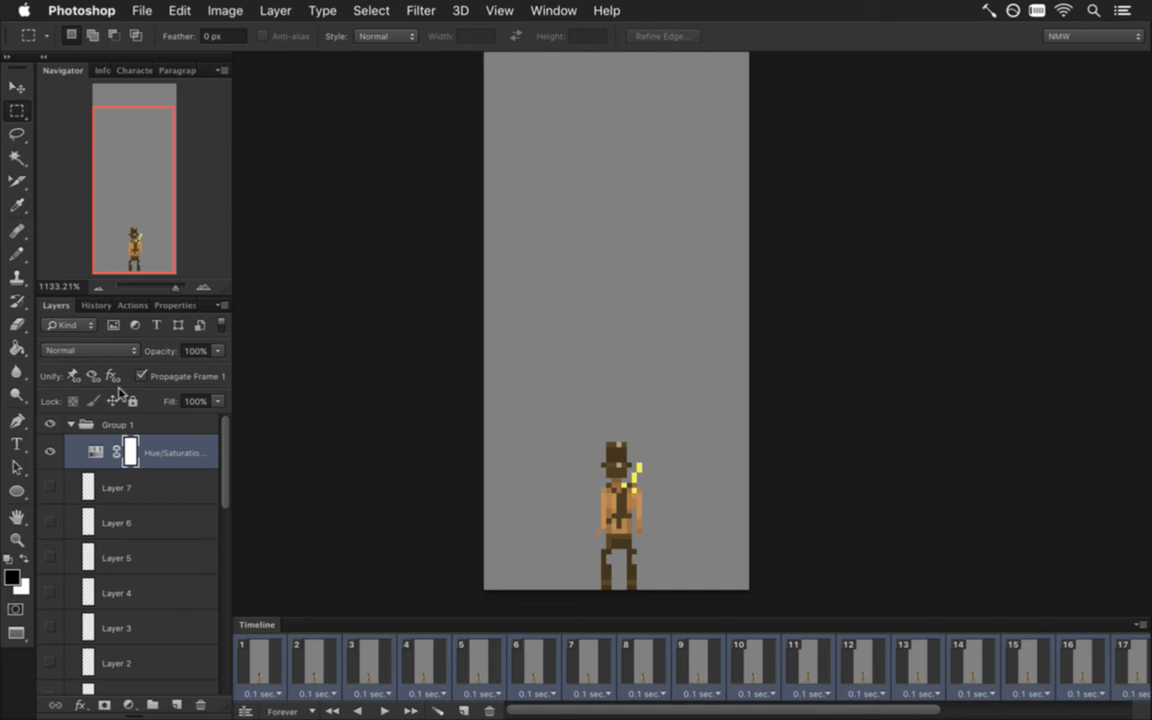 Photoshop File Edit Image Layer Type Select Filter 3D View Window Help
Feather: 0 px Anti-alias Style: Normal Width: Height: Refine Edge... NMW
Navigator Info Characte Paragrap
1133.21%
Layers History Actions Properties
Kind
Normal Opacity: 100%
Unify: Propagate Frame 1
Lock: Fill: 100%
Group 1
Hue/Saturatio...
Layer 7
Layer 6
Layer 5
Layer 4
Layer 3
Layer 2
Timeline
1 2 3 4 5 6 7 8 9 10 11 12 13 14 15 16 17
0.1 sec. 0.1 sec. 0.1 sec. 0.1 sec. 0.1 sec. 0.1 sec. 0.1 sec. 0.1 sec. 0.1 sec. 0.1 sec. 0.1 sec. 0.1 sec. 0.1 sec. 0.1 sec. 0.1 sec. 0.1 sec. 0.1 sec.
Forever